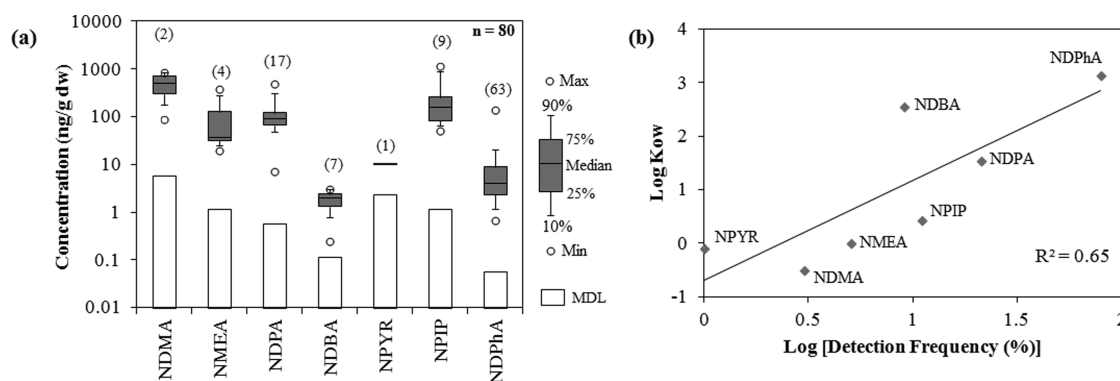 (a)
Concentration (ng/g dw)
10000
1000
100
10
1
0.1
0.01
n = 80
(2)
(4)
(17)
(7)
(1)
(9)
(63)
NDMA
NMEA
NDPA
NDBA
NPYR
NPIP
NDPhA
Max
90%
75%
Median
25%
10%
Min
MDL
(b)
Log Kow
4
3
2
1
0
-1
NDPhA
NDBA
NDPA
NPIP
NPYR
NMEA
NDMA
R² = 0.65
0 0.5 1 1.5 2
Log [Detection Frequency (%)]